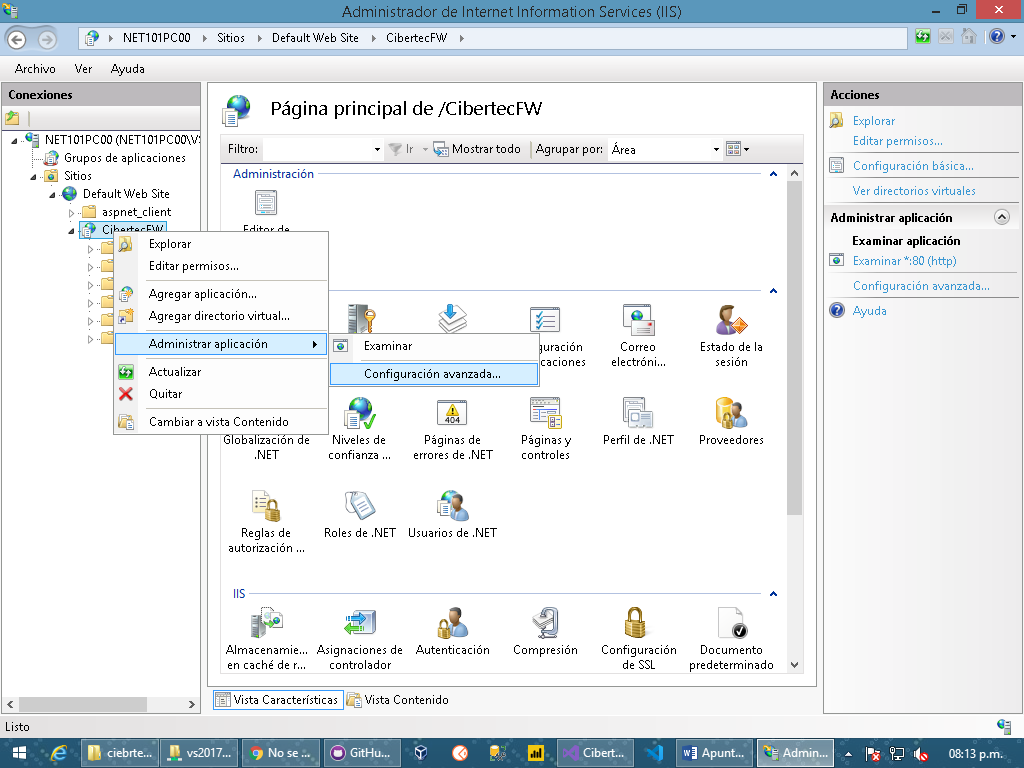 Administrador de Internet Information Services (IIS)
NET101PC00 Sitios Default Web Site CibertecFW
Archivo Ver Ayuda
Conexiones
NET101PC00 (NET101PC00\VS
Grupos de aplicaciones
Sitios
Default Web Site
aspnet_client
CibertecFW
Explorar
Editar permisos...
Agregar aplicación...
Agregar directorio virtual...
Administrar aplicación
Actualizar
Quitar
Cambiar a vista Contenido
Examinar
Configuración avanzada...
Página principal de /CibertecFW
Filtro: Ir Mostrar todo Agrupar por: Área
Administración
Editor de
Correo
electróni...
Estado de la
sesión
Globalización de
.NET
Niveles de
confianza ...
Páginas de
errores de .NET
Páginas y
controles
Perfil de .NET
Proveedores
Reglas de
autorización ...
Roles de .NET
Usuarios de .NET
IIS
Almacenamie...
en caché de r...
Asignaciones de
controlador
Autenticación
Compresión
Configuración
de SSL
Documento
predeterminado
Vista Características Vista Contenido
Acciones
Explorar
Editar permisos...
Configuración básica...
Ver directorios virtuales
Administrar aplicación
Examinar aplicación
Examinar *:80 (http)
Configuración avanzada...
Ayuda
Listo
ciebrte... vs2017... No se ... GitHu... Cibert... Apunt... Admin... 08:13 p.m.